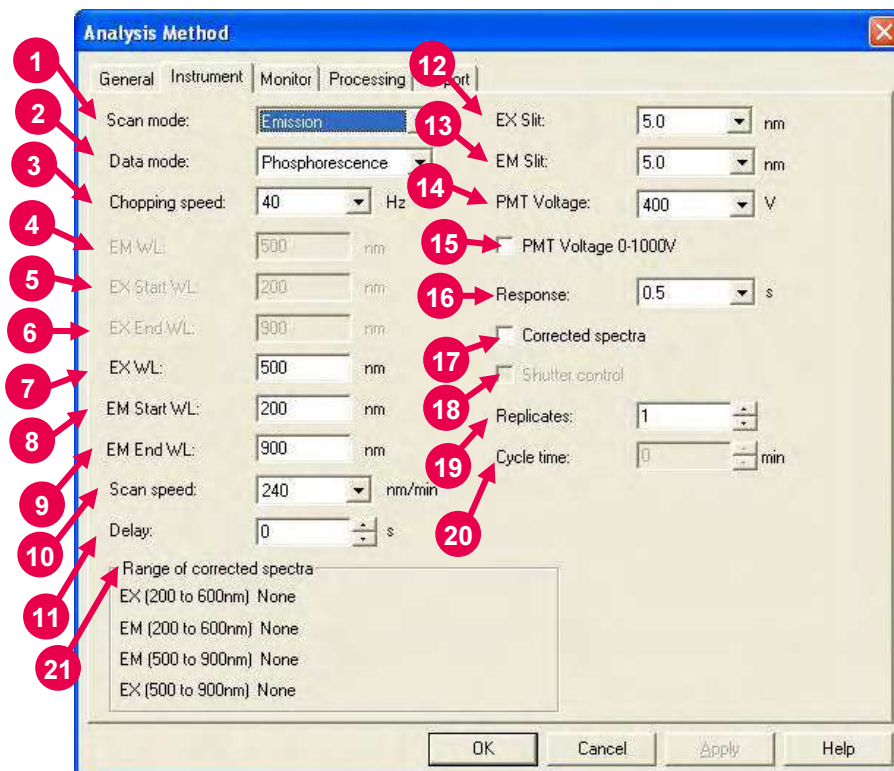 Analysis Method
General Instrument Monitor Processing
1 Scan mode: Emission
2 Data mode: Phosphorescence
3 Chopping speed: 40 Hz
4 EM WL: 500 nm
5 EX Start WL: 200 nm
6 EX End WL: 900 nm
7 EX WL: 500 nm
8 EM Start WL: 200 nm
9 EM End WL: 900 nm
10 Scan speed: 240 nm/min
11 Delay: 0 s
12 EX Slit: 5.0 nm
13 EM Slit: 5.0 nm
14 PMT Voltage: 400 V
15 PMT Voltage 0-1000V
16 Response: 0.5 s
17 Corrected spectra
18 Shutter control
19 Replicates: 1
20 Cycle time: 0 min
21 Range of corrected spectra
EX (200 to 600nm) None
EM (200 to 600nm) None
EM (500 to 900nm) None
EX (500 to 900nm) None
OK Cancel Apply Help